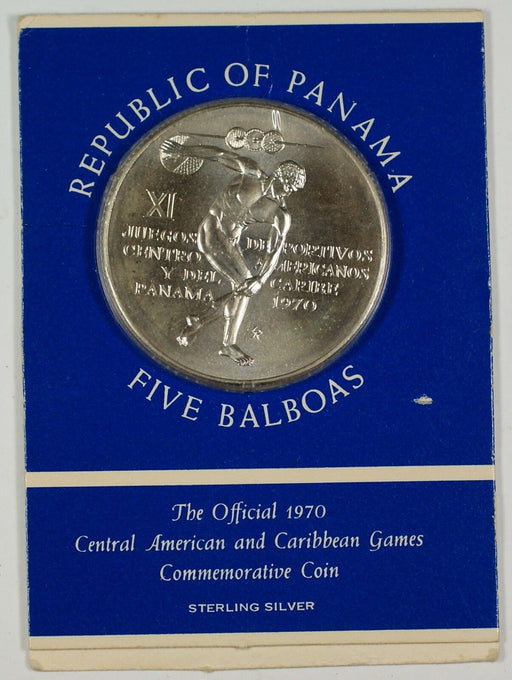 REPUBLIC OF PANAMA
XI
JUEGOS DEPORTIVOS
CENTRO AMERICANOS
Y DEL CARIBE
PANAMA 1970
FIVE BALBOAS
The Official 1970
Central American and Caribbean Games
Commemorative Coin
STERLING SILVER